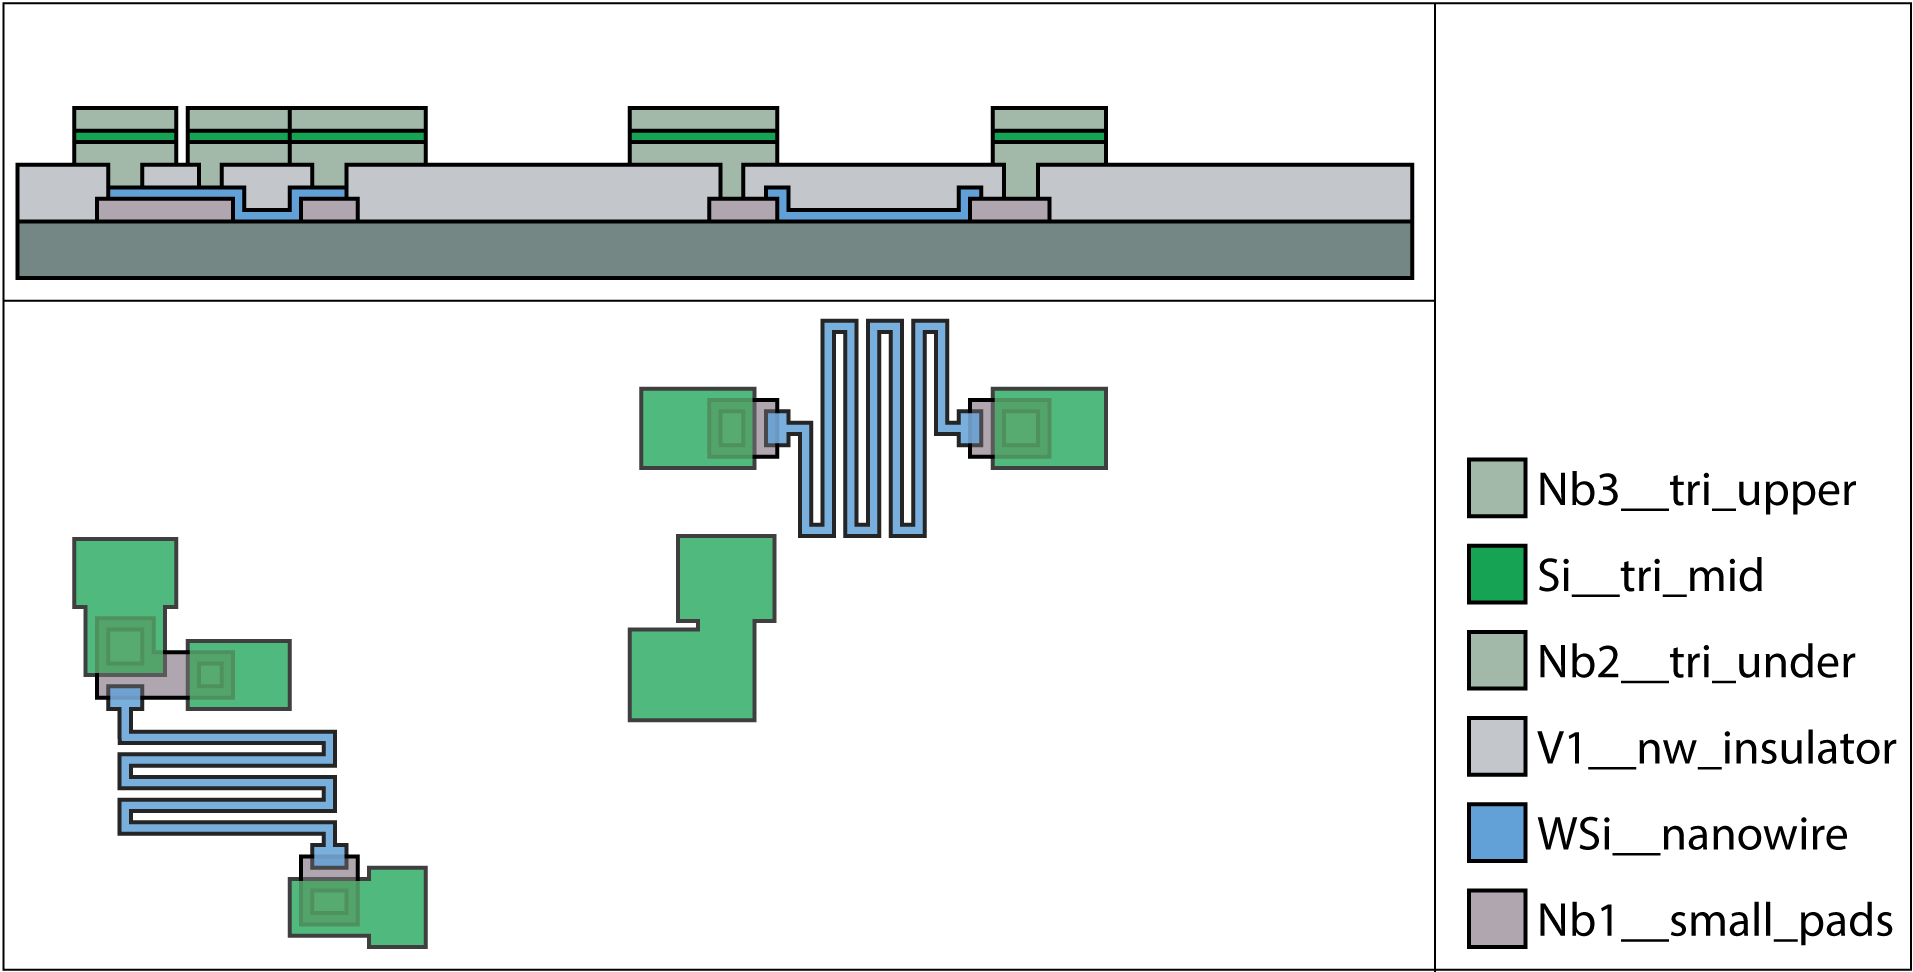 Nb3__tri_upper
Si__tri_mid
Nb2__tri_under
V1__nw_insulator
WSi__nanowire
Nb1__small_pads